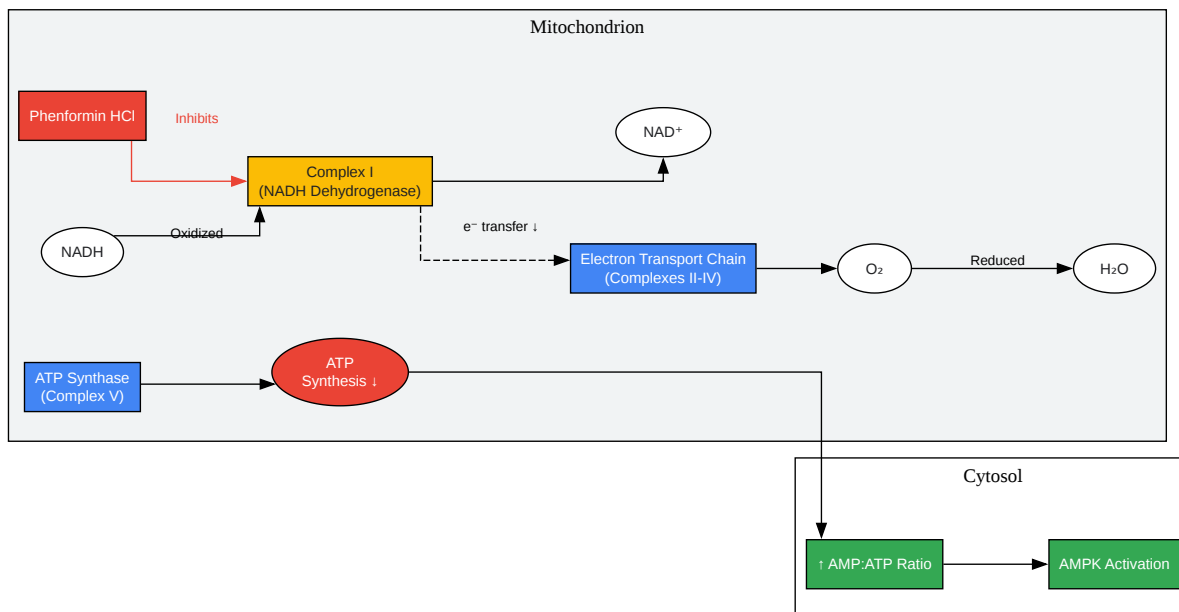 Mitochondrion
Phenformin HCl
Inhibits
NAD⁺
Complex I
(NADH Dehydrogenase)
Oxidized
NADH
e⁻ transfer ↓
Electron Transport Chain
(Complexes II-IV)
O₂
Reduced
H₂O
ATP Synthase
(Complex V)
ATP
Synthesis ↓
Cytosol
↑ AMP:ATP Ratio
AMPK Activation